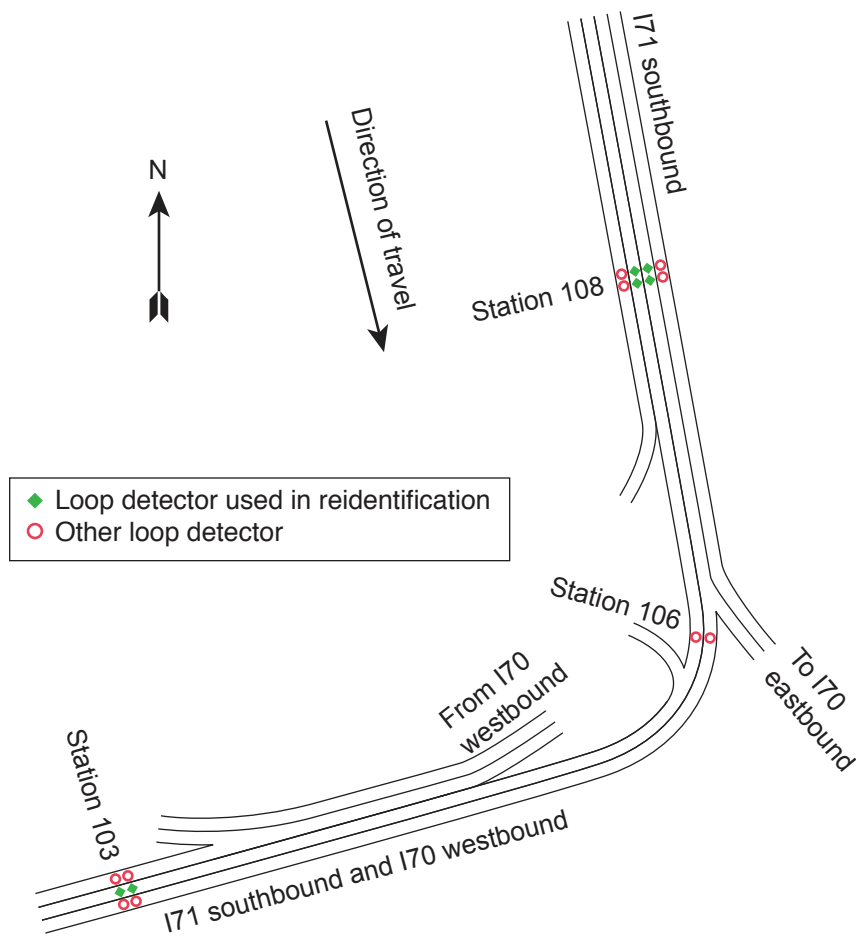 I71 southbound
N
Direction of
travel
Station 108
Loop detector used in reidentification
Other loop detector
Station 106
To I70
eastbound
From I70
westbound
Station 103
I71 southbound and I70 westbound